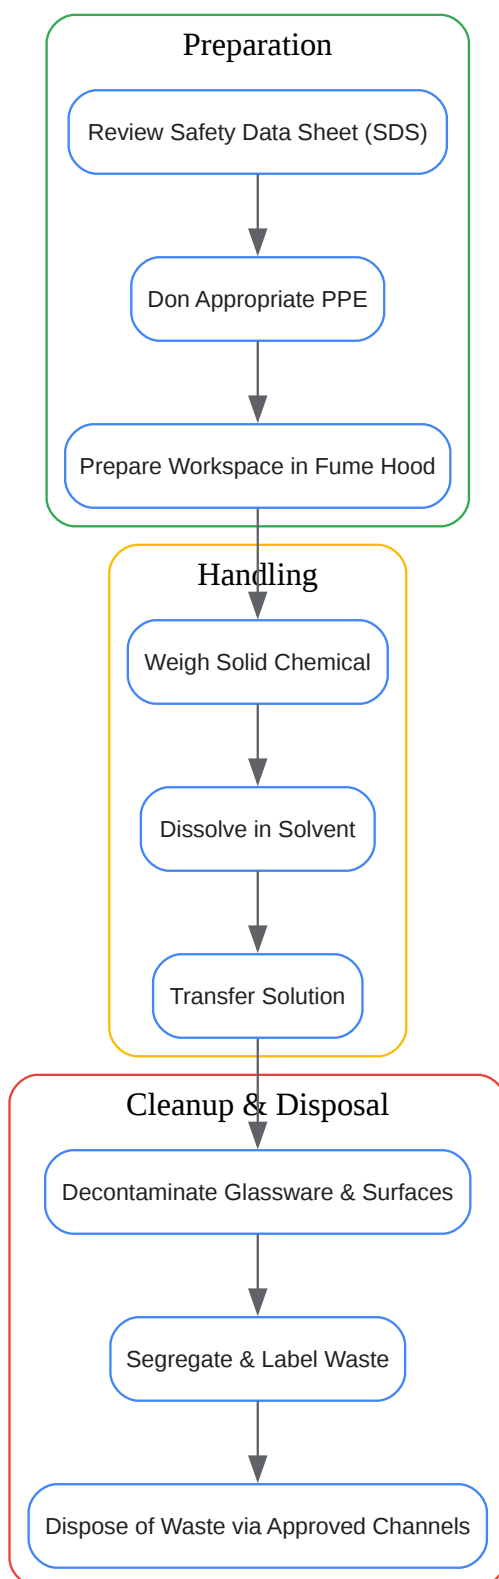 Preparation
Review Safety Data Sheet (SDS)
Don Appropriate PPE
Prepare Workspace in Fume Hood
Handling
Weigh Solid Chemical
Dissolve in Solvent
Transfer Solution
Cleanup & Disposal
Decontaminate Glassware & Surfaces
Segregate & Label Waste
Dispose of Waste via Approved Channels